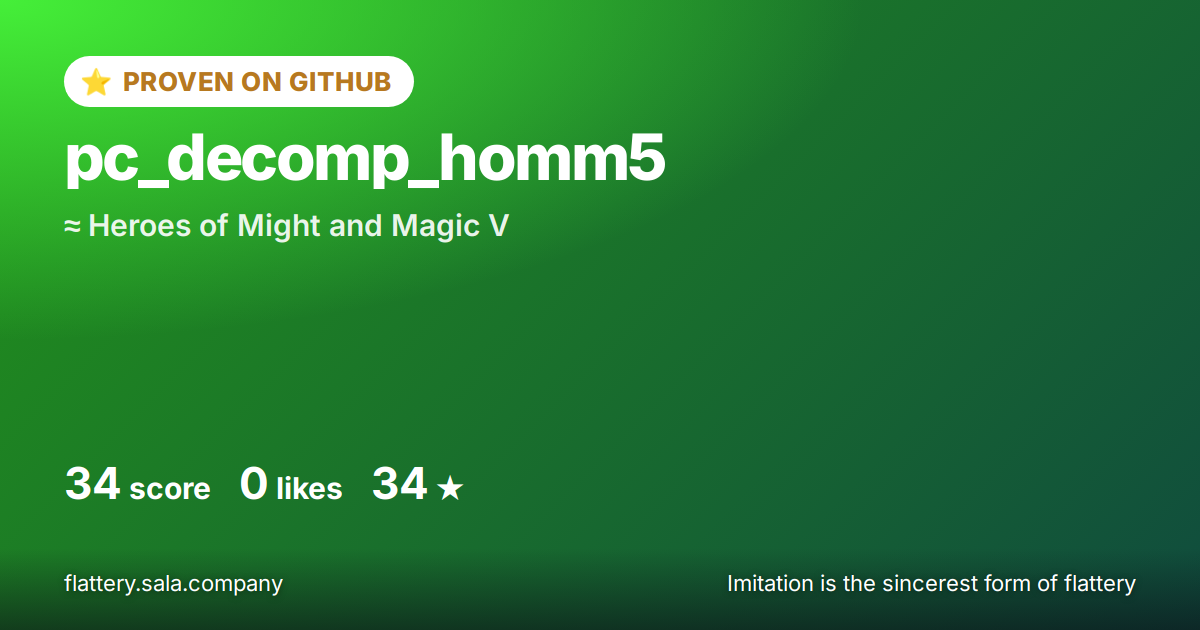 ⭐ PROVEN ON GITHUB
pc_decomp_homm5
≈ Heroes of Might and Magic V
34 score 0 likes 34 ★
flattery.sala.company
Imitation is the sincerest form of flattery